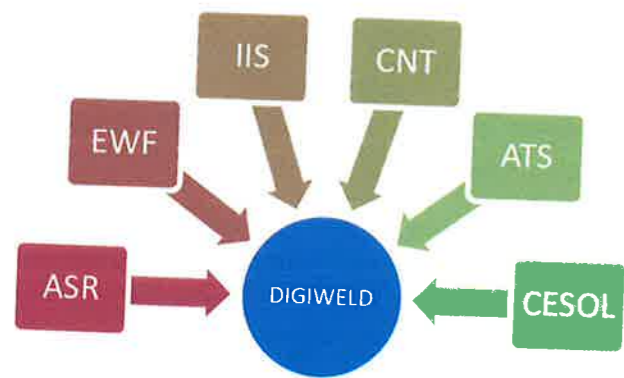 IIS
CNT
EWF
ATS
ASR
DIGIWELD
CESOL